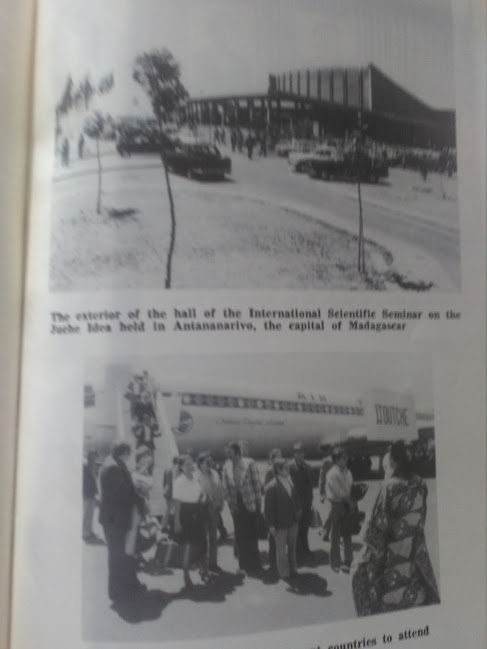 The exterior of the hall of the International Scientific Seminar on the
Juche Idea held in Antananarivo, the capital of Madagascar
AIR
countries to attend